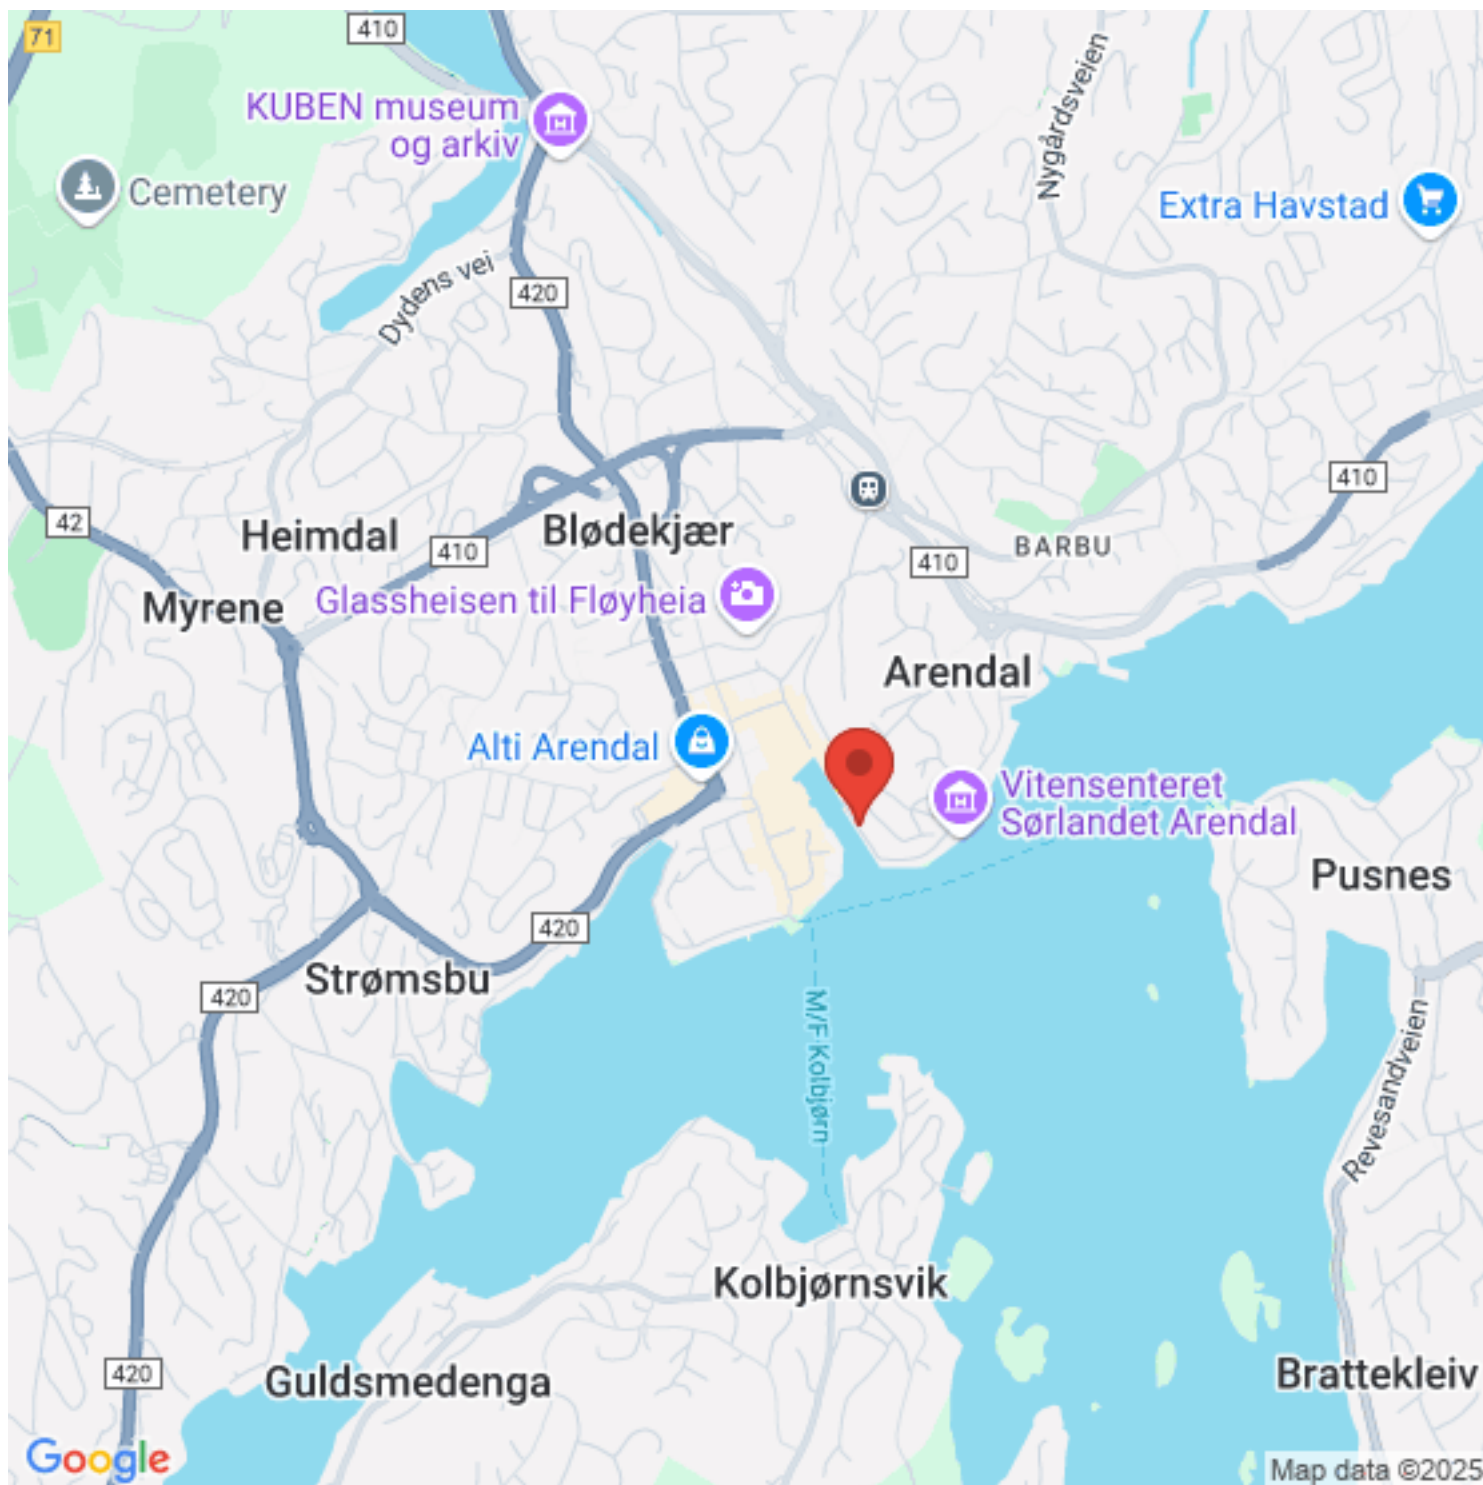 71
410
KUBEN museum
og arkiv
Cemetery
Nygårdsveien
Extra Havstad
Dydens vei
420
410
42
Heimdal
410
Blødekjær
410
BARBU
Myrene
Glassheisen til Fløyheia
Arendal
Alti Arendal
Vitensenteret
Sørlandet Arendal
Pusnes
420
Strømsbu
420
M/F Kolbjørn
Revesandveien
Kolbjørnsvik
420
Guldsmedenga
Brattekleiv
Google
Map data ©2025